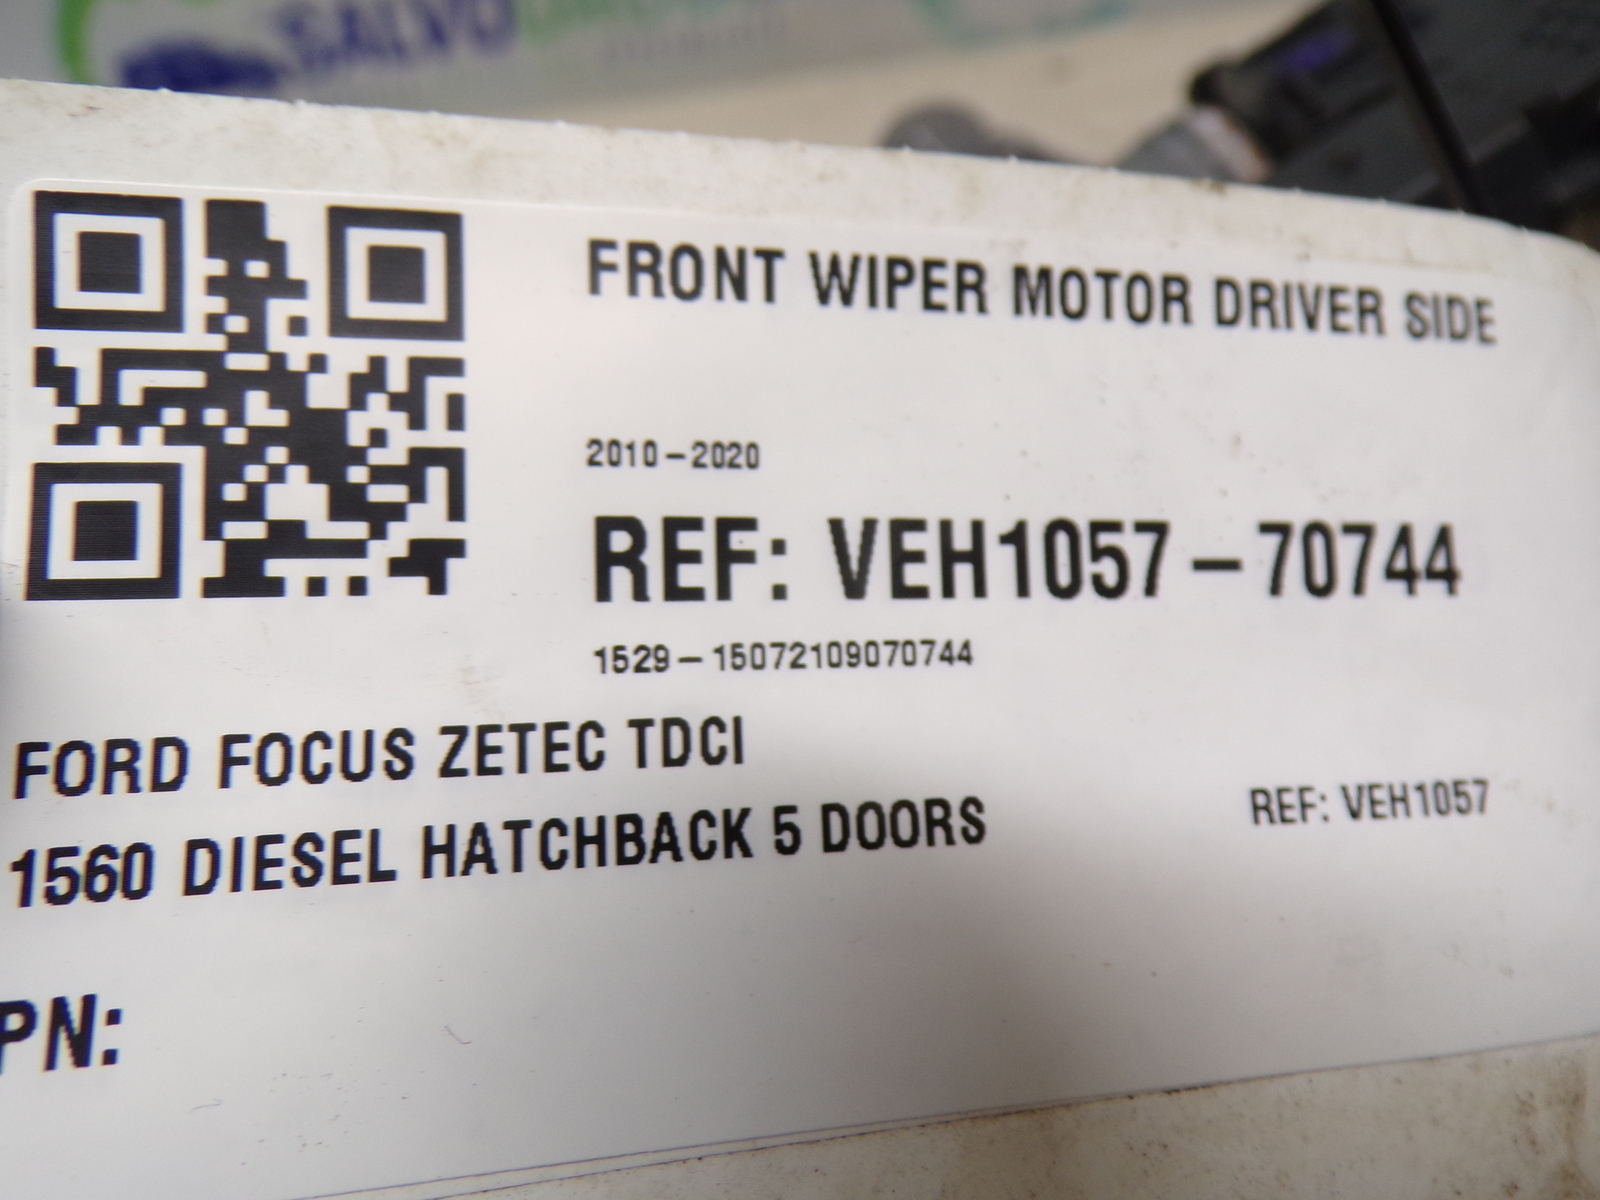 SALVO
FRONT WIPER MOTOR DRIVER SIDE
2010-2020
REF: VEH1057-70744
1529-15072109070744
FORD FOCUS ZETEC TDCI
1560 DIESEL HATCHBACK 5 DOORS
REF: VEH1057
PN: